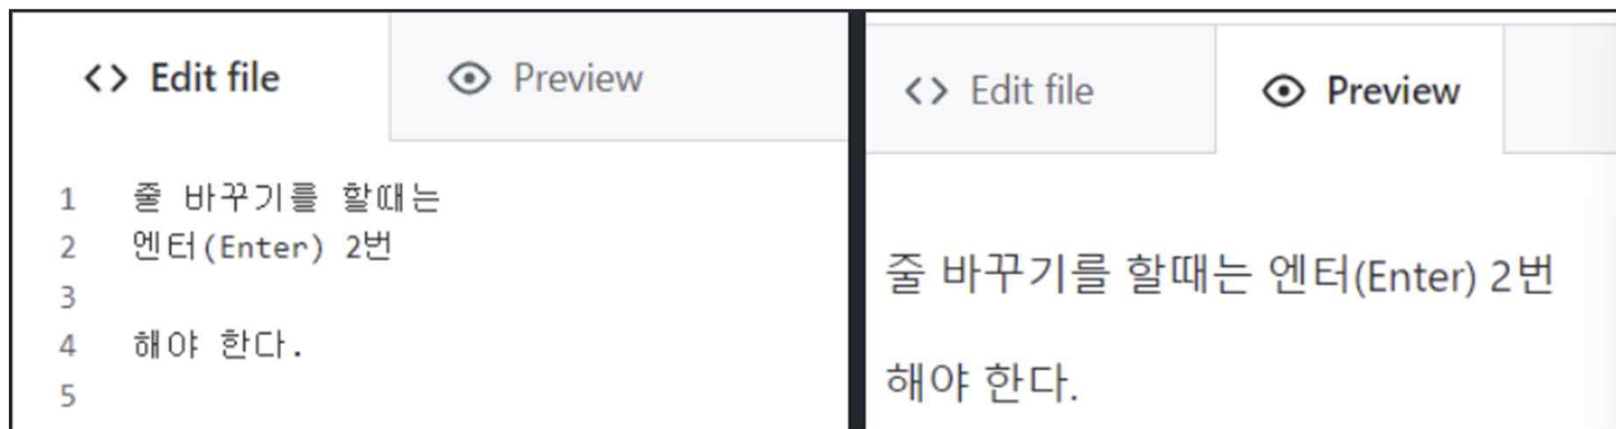 <> Edit file
Preview
1 줄 바꾸기를 할때는
2 엔터(Enter) 2번
3
4 해야 한다.
5
<> Edit file
Preview
줄 바꾸기를 할때는 엔터(Enter) 2번
해야 한다.